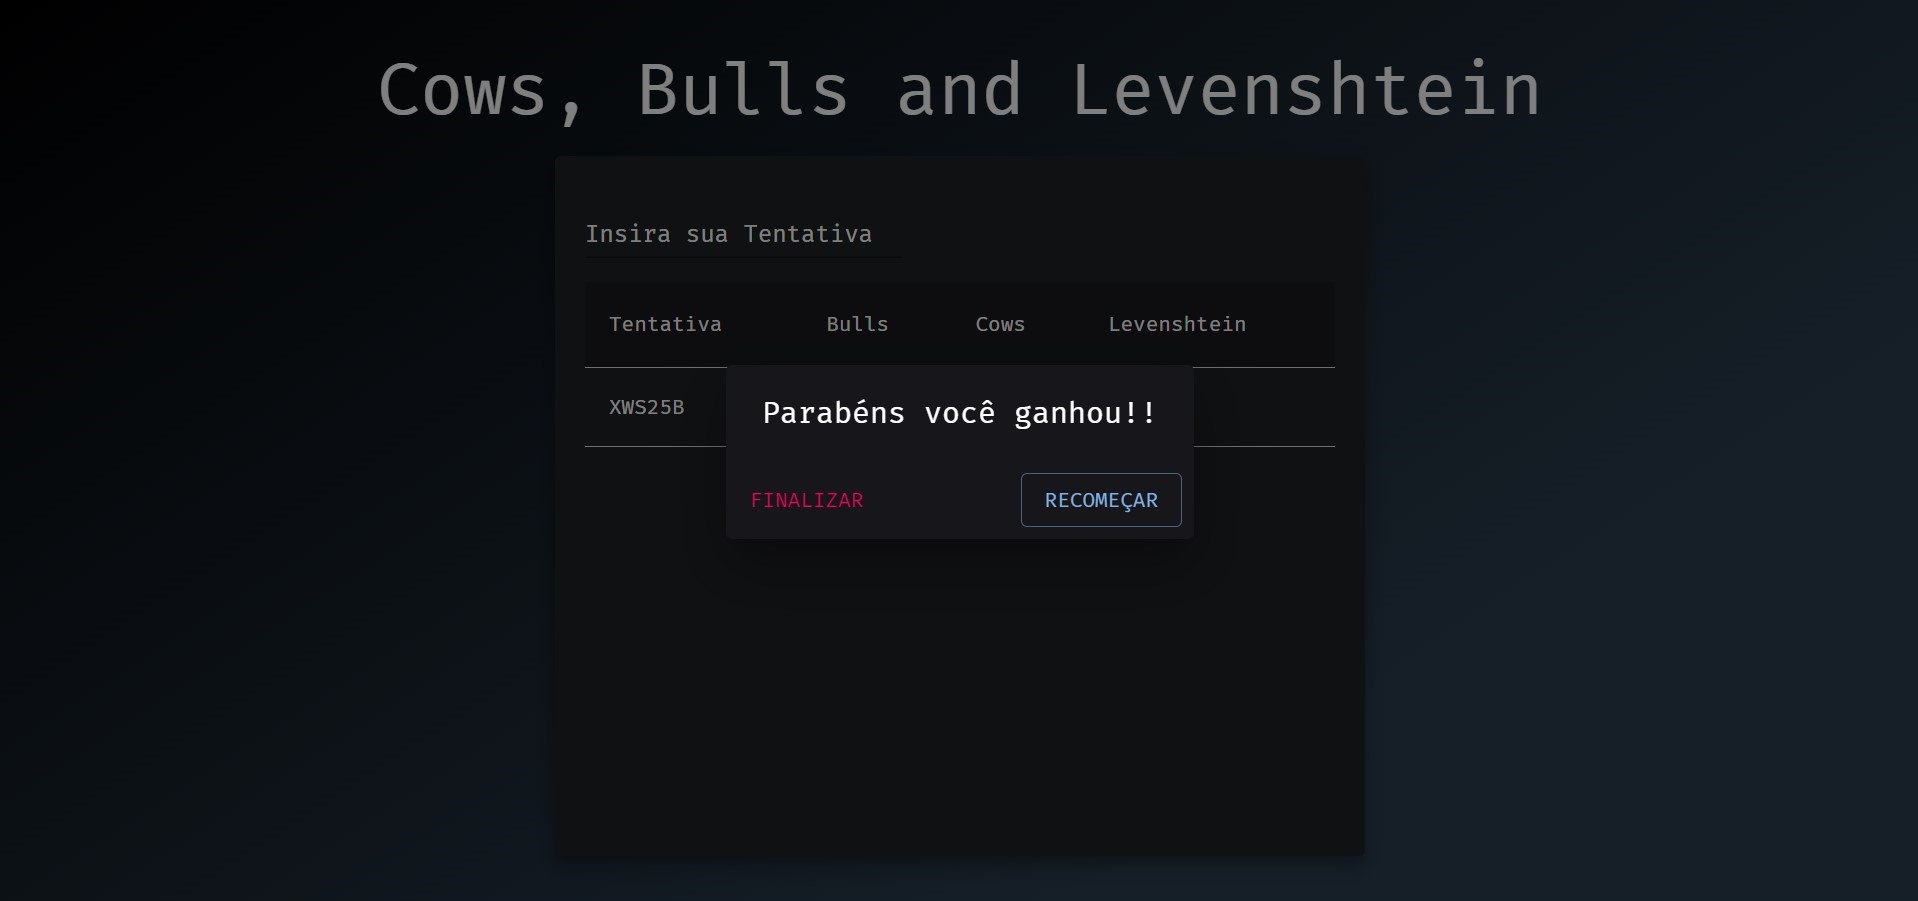 Cows, Bulls and Levenshtein
Insira sua Tentativa
Tentativa Bulls Cows Levenshtein
XWS25B
Parabéns você ganhou!!
FINALIZAR RECOMEÇAR